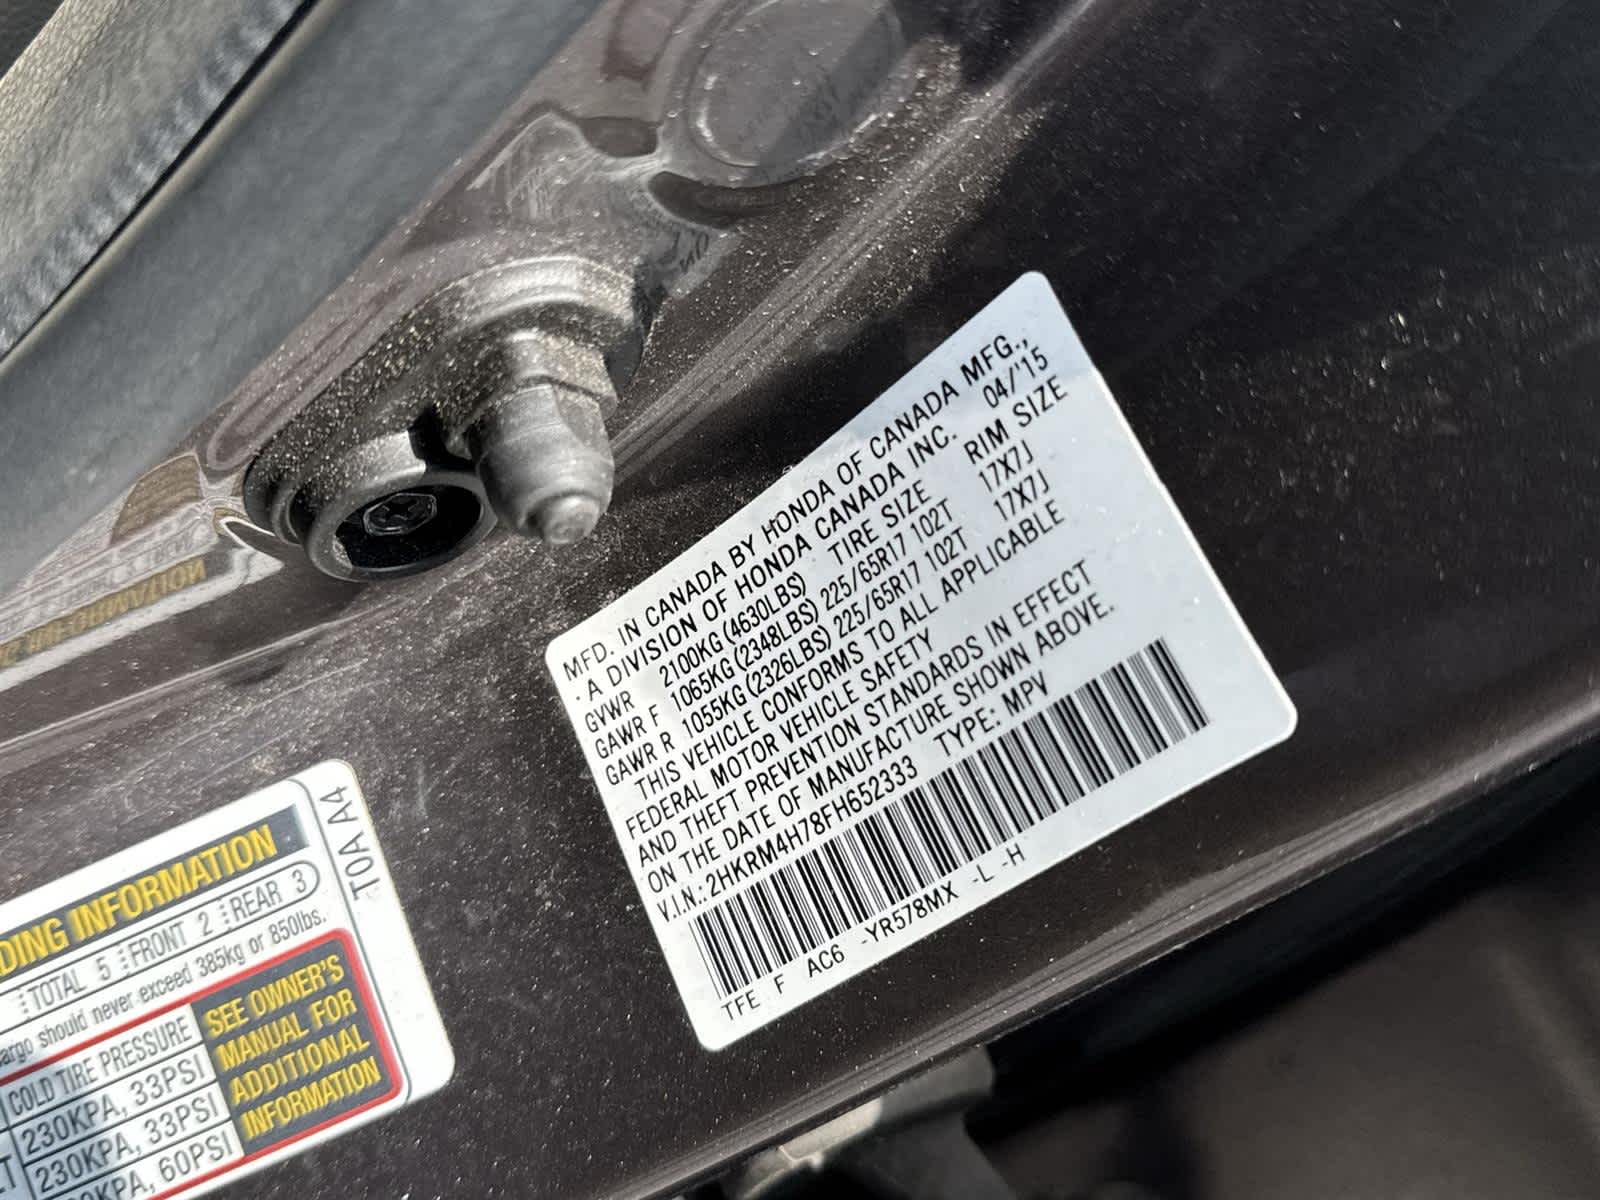 MFD. IN CANADA BY HONDA OF CANADA MFG.,
- A DIVISION OF HONDA CANADA INC. 04/'15
GVWR 2100KG (4630LBS) TIRE SIZE RIM SIZE
GAWR F 1065KG (2348LBS) 225/65R17 102T 17X7J
GAWR R 1055KG (2326LBS) 225/65R17 102T 17X7J
THIS VEHICLE CONFORMS TO ALL APPLICABLE
FEDERAL MOTOR VEHICLE SAFETY
AND THEFT PREVENTION STANDARDS IN EFFECT
ON THE DATE OF MANUFACTURE SHOWN ABOVE.
V.I.N.: 2HKRM4H78FH652333 TYPE: MPV
TFE F AC6 -YR578MX -L -H
INFORMATION
T0A A4
TOTAL 5 FRONT 2 REAR 3
should never exceed 385kg or 850lbs.
COLD TIRE PRESSURE
230KPA, 33PSI
230KPA, 33PSI
60PSI
SEE OWNER'S
MANUAL FOR
ADDITIONAL
INFORMATION